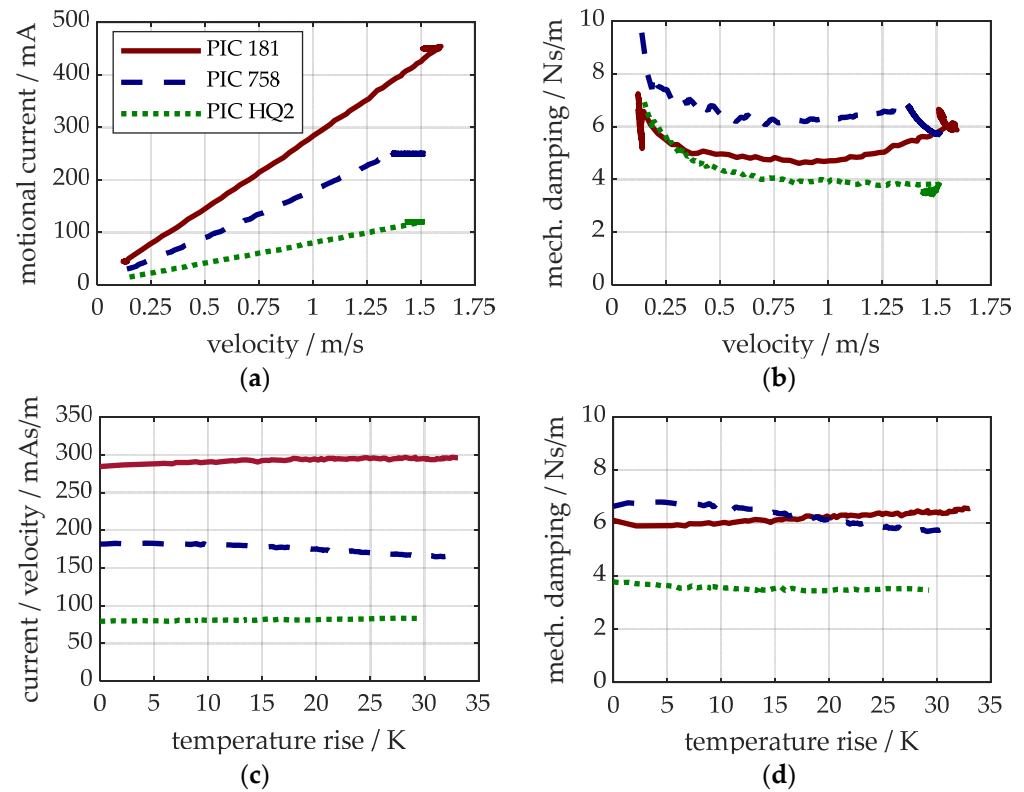 500
400
300
200
100
0
motional current / mA
PIC 181
PIC 758
PIC HQ2
0 0.25 0.5 0.75 1 1.25 1.5 1.75
velocity / m/s
(a)
10
8
6
4
2
0
mech. damping / Ns/m
0 0.25 0.5 0.75 1 1.25 1.5 1.75
velocity / m/s
(b)
350
300
250
200
150
100
50
0
current / velocity / mAs/m
0 5 10 15 20 25 30 35
temperature rise / K
(c)
10
8
6
4
2
0
mech. damping / Ns/m
0 5 10 15 20 25 30 35
temperature rise / K
(d)